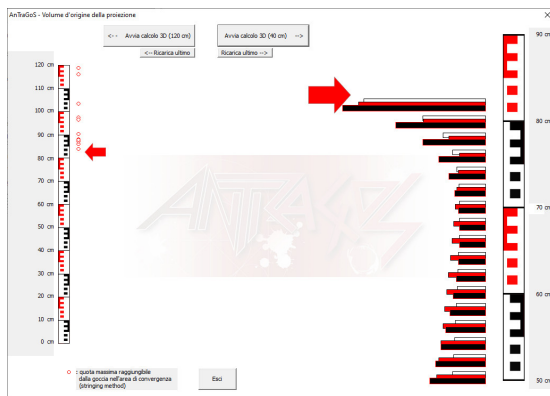 AnTraGoS - Volume d'origine della proiezione
<-- Avvia calcolo 3D (120 cm)
Avvia calcolo 3D (40 cm) -->
<-- Ricarica ultimo
Ricarica ultimo -->
90 cm
120 cm
110 cm
100 cm
90 cm
80 cm
70 cm
60 cm
50 cm
40 cm
30 cm
20 cm
10 cm
0 cm
80 cm
70 cm
60 cm
50 cm
ANTRAGOS
: quota massima raggiungibile
dalla goccia nell'area di convergenza
(stringing method)
Esci